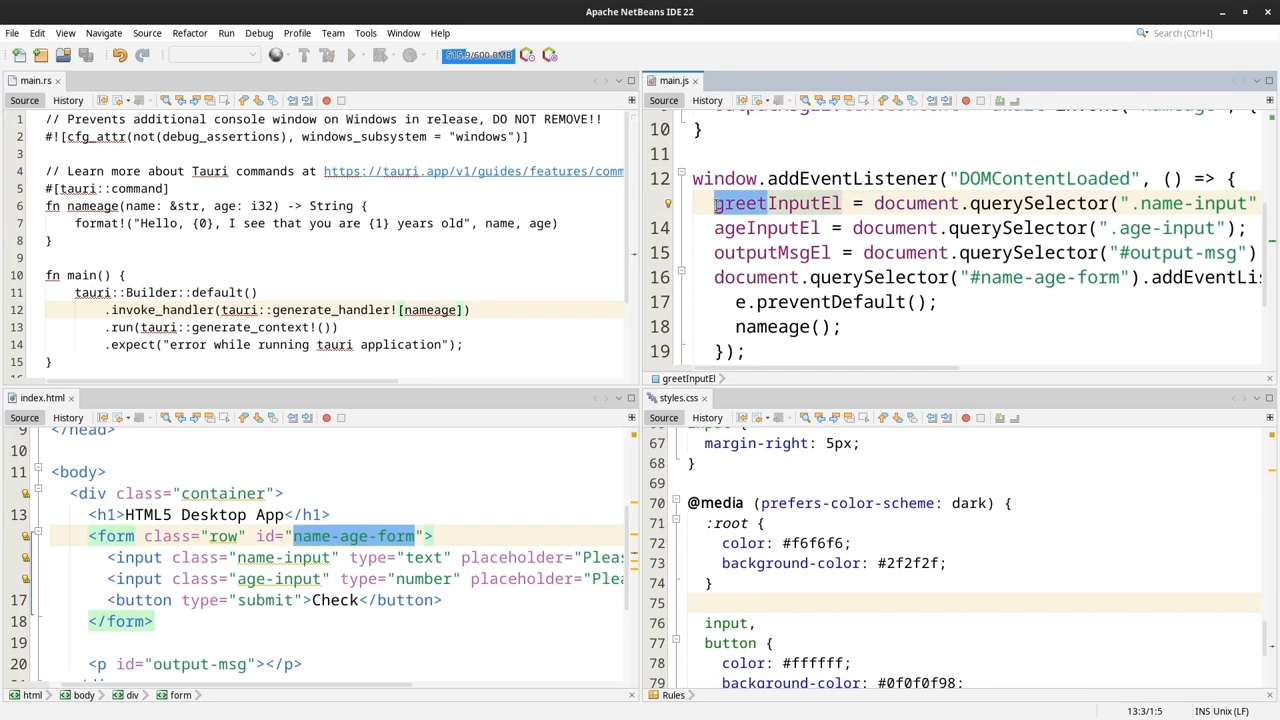 Apache NetBeans IDE 22
File Edit View Navigate Source Refactor Run Debug Profile Team Tools Window Help
Search (Ctrl+I)
515.9/600.0MB
main.rs
Source History
1 // Prevents additional console window on Windows in release, DO NOT REMOVE!!
2 #![cfg_attr(not(debug_assertions), windows_subsystem = "windows")]
3
4 // Learn more about Tauri commands at https://tauri.app/v1/guides/features/comm
5 #[tauri::command]
6 fn nameage(name: &str, age: i32) -> String {
7 format!("Hello, {0}, I see that you are {1} years old", name, age)
8 }
9
10 fn main() {
11 tauri::Builder::default()
12 .invoke_handler(tauri::generate_handler![nameage])
13 .run(tauri::generate_context!())
14 .expect("error while running tauri application");
15 }
main.js
Source History
10 }
11
12 window.addEventListener("DOMContentLoaded", () => {
greetInputEl = document.querySelector(".name-input"
14 ageInputEl = document.querySelector(".age-input");
15 outputMsgEl = document.querySelector("#output-msg")
16 document.querySelector("#name-age-form").addEventLis
17 e.preventDefault();
18 nameage();
19 });
greetInputEl
index.html
Source History
9 </head>
10
11 <body>
<div class="container">
13 <h1>HTML5 Desktop App</h1>
<form class="row" id="name-age-form">
<input class="name-input" type="text" placeholder="Pleas
<input class="age-input" type="number" placeholder="Plea
17 <button type="submit">Check</button>
18 </form>
19
20 <p id="output-msg"></p>
html body div form
styles.css
Source History
67 margin-right: 5px;
68 }
69
70 @media (prefers-color-scheme: dark) {
71 :root {
72 color: #f6f6f6;
73 background-color: #2f2f2f;
74 }
75
76 input,
77 button {
78 color: #ffffff;
79 background-color: #0f0f0f98;
Rules
13:3/1:5 INS Unix (LF)